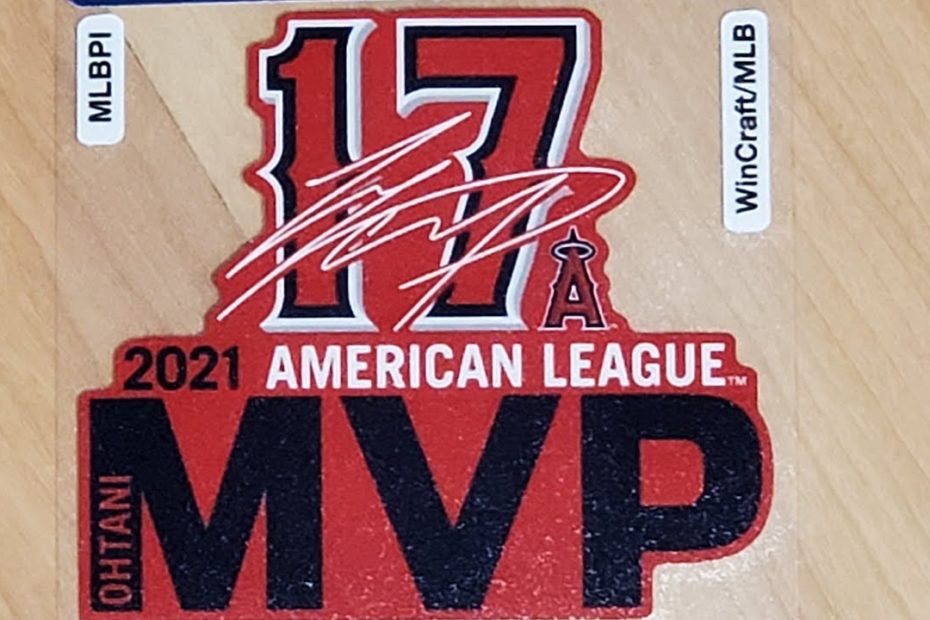 MLBPI
WinCraft/MLB
17
A
2021 AMERICAN LEAGUE™
MVP
OHTANI